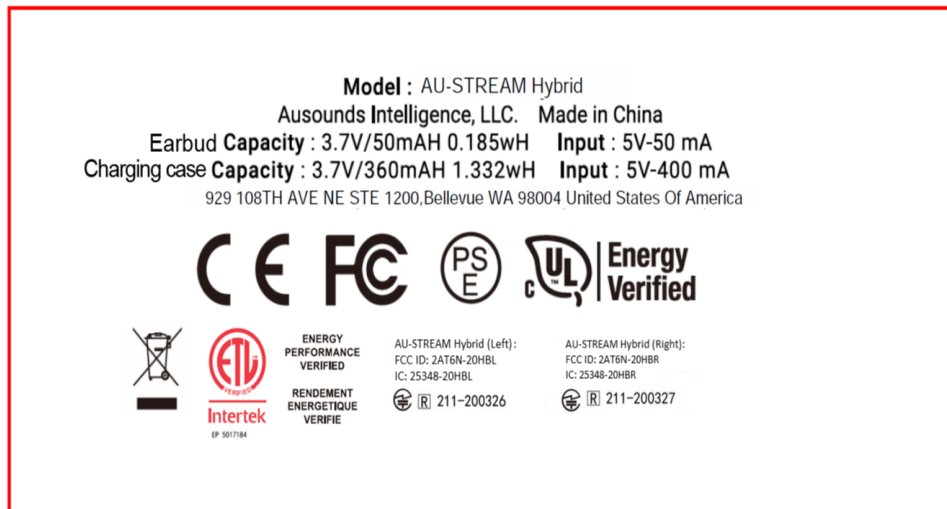 Model : AU-STREAM Hybrid
Ausounds Intelligence, LLC. Made in China
Earbud Capacity : 3.7V/50mAH 0.185wH Input : 5V-50 mA
Charging case Capacity : 3.7V/360mAH 1.332wH Input : 5V-400 mA
929 108TH AVE NE STE 1200,Bellevue WA 98004 United States Of America
CE FC PS E C UL ™ Energy Verified
ETL VERIFIED
Intertek
EP 5017184
ENERGY
PERFORMANCE
VERIFIED
RENDEMENT
ENERGETIQUE
VERIFIE
AU-STREAM Hybrid (Left):
FCC ID: 2AT6N-20HBL
IC: 25348-20HBL
R 211-200326
AU-STREAM Hybrid (Right):
FCC ID: 2AT6N-20HBR
IC: 25348-20HBR
R 211-200327